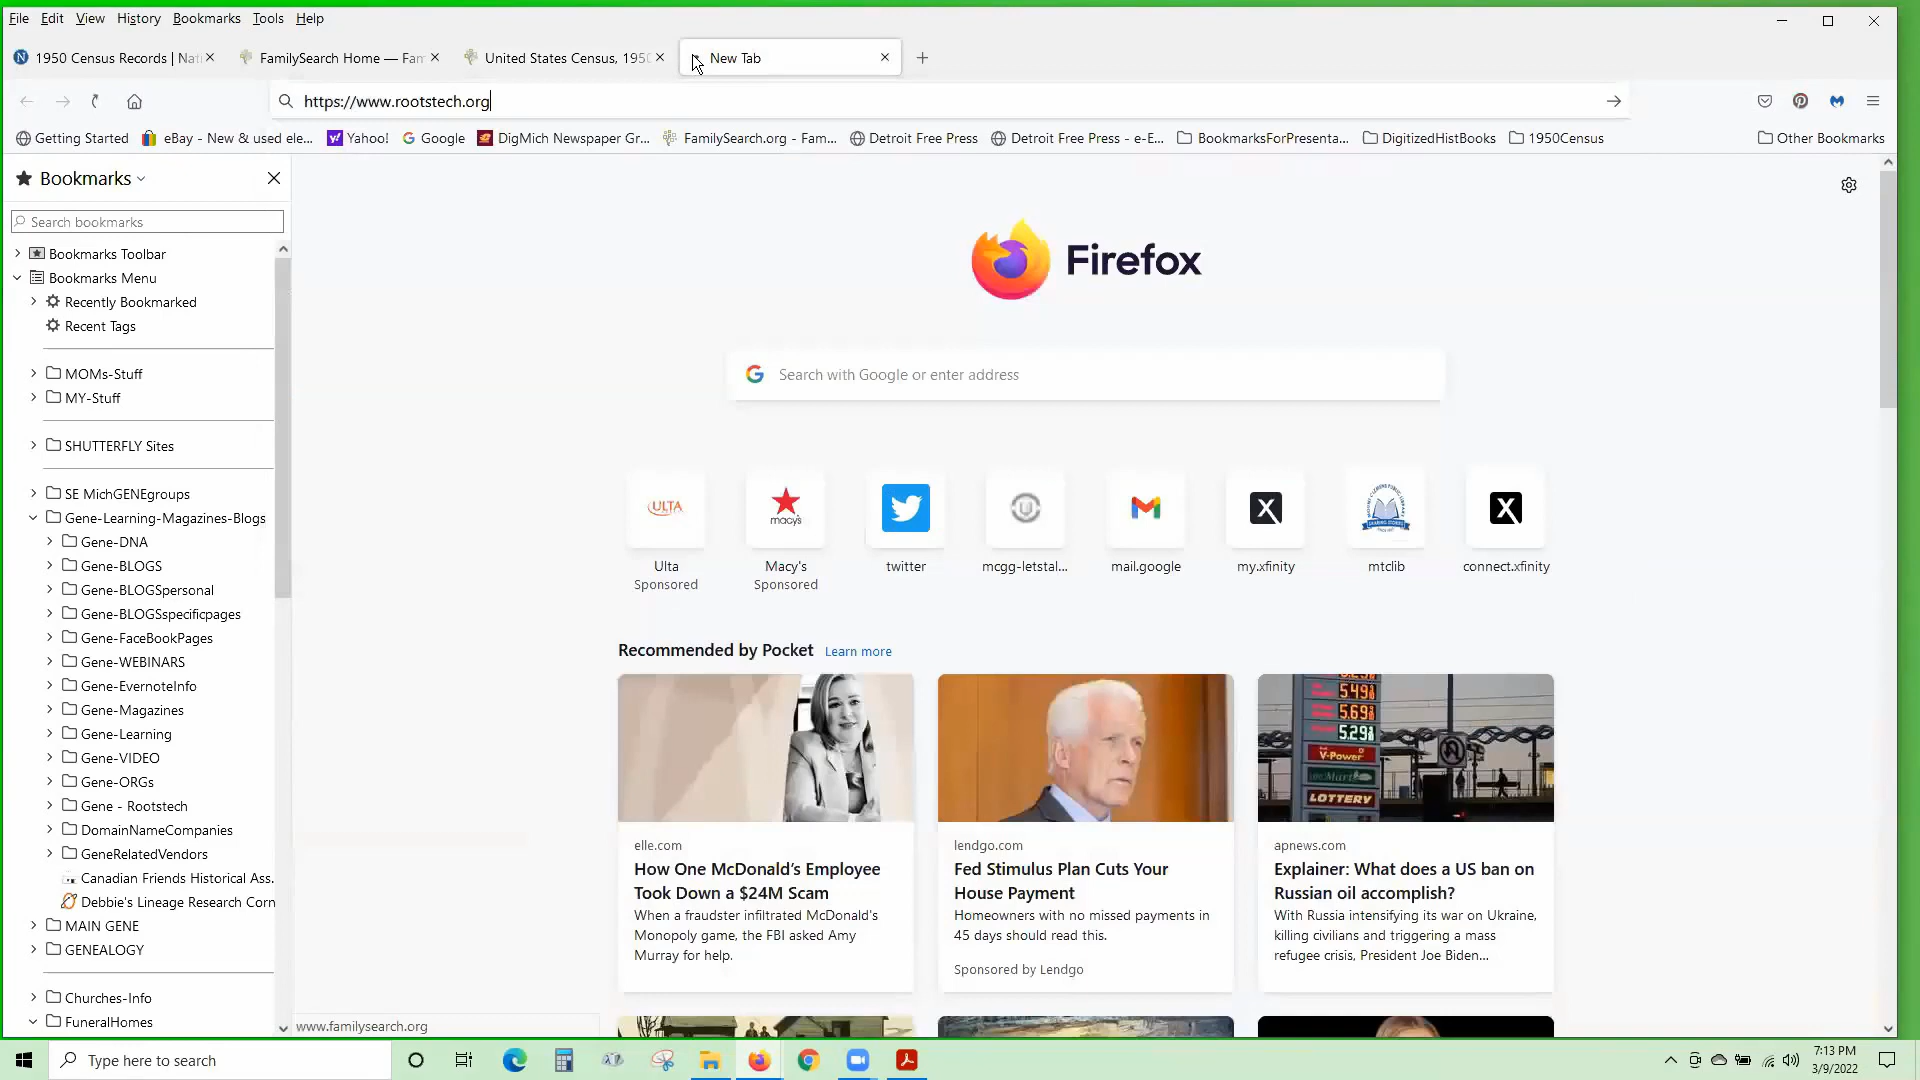 File Edit View History Bookmarks Tools Help
1950 Census Records | Nat
FamilySearch Home — Fam
United States Census, 1950
New Tab
https://www.rootstech.org
Getting Started
eBay - New & used ele...
Yahoo!
Google
DigMich Newspaper Gr...
FamilySearch.org - Fam...
Detroit Free Press
Detroit Free Press - e-E...
BookmarksForPresenta...
DigitizedHistBooks
1950Census
Other Bookmarks
Bookmarks
Search bookmarks
Bookmarks Toolbar
Bookmarks Menu
Recently Bookmarked
Recent Tags
MOMs-Stuff
MY-Stuff
SHUTTERFLY Sites
SE MichGENEgroups
Gene-Learning-Magazines-Blogs
Gene-DNA
Gene-BLOGS
Gene-BLOGSpersonal
Gene-BLOGSspecificpages
Gene-FaceBookPages
Gene-WEBINARS
Gene-EvernoteInfo
Gene-Magazines
Gene-Learning
Gene-VIDEO
Gene-ORGs
Gene - Rootstech
DomainNameCompanies
GeneRelatedVendors
Canadian Friends Historical Ass.
Debbie's Lineage Research Corn
MAIN GENE
GENEALOGY
Churches-Info
FuneralHomes
Firefox
Search with Google or enter address
ULTA
Ulta
Sponsored
macys
Macy's
Sponsored
twitter
mcgg-letstal...
mail.google
my.xfinity
mtclib
connect.xfinity
Recommended by Pocket Learn more
elle.com
How One McDonald's Employee
Took Down a $24M Scam
When a fraudster infiltrated McDonald's
Monopoly game, the FBI asked Amy
Murray for help.
lendgo.com
Fed Stimulus Plan Cuts Your
House Payment
Homeowners with no missed payments in
45 days should read this.
Sponsored by Lendgo
5.49
5.69
5.29
V-Power
LOTTERY
apnews.com
Explainer: What does a US ban on
Russian oil accomplish?
With Russia intensifying its war on Ukraine,
killing civilians and triggering a mass
refugee crisis, President Joe Biden...
www.familysearch.org
Type here to search
7:13 PM
3/9/2022